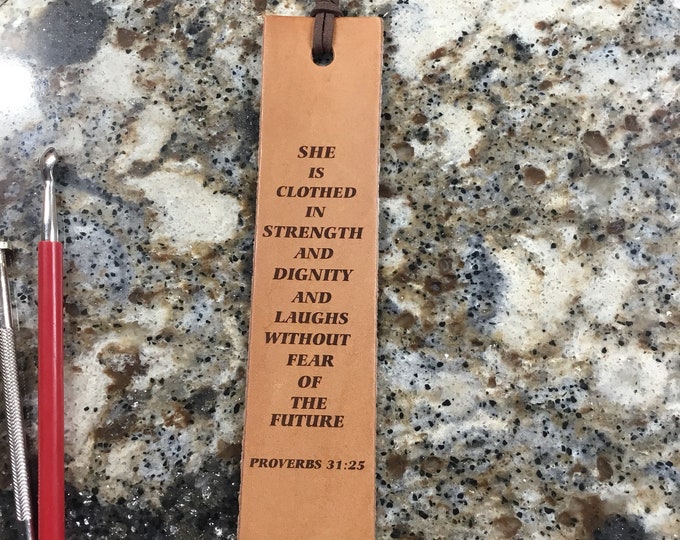 SHE
IS
CLOTHED
IN
STRENGTH
AND
DIGNITY
AND
LAUGHS
WITHOUT
FEAR
OF
THE
FUTURE
PROVERBS 31:25